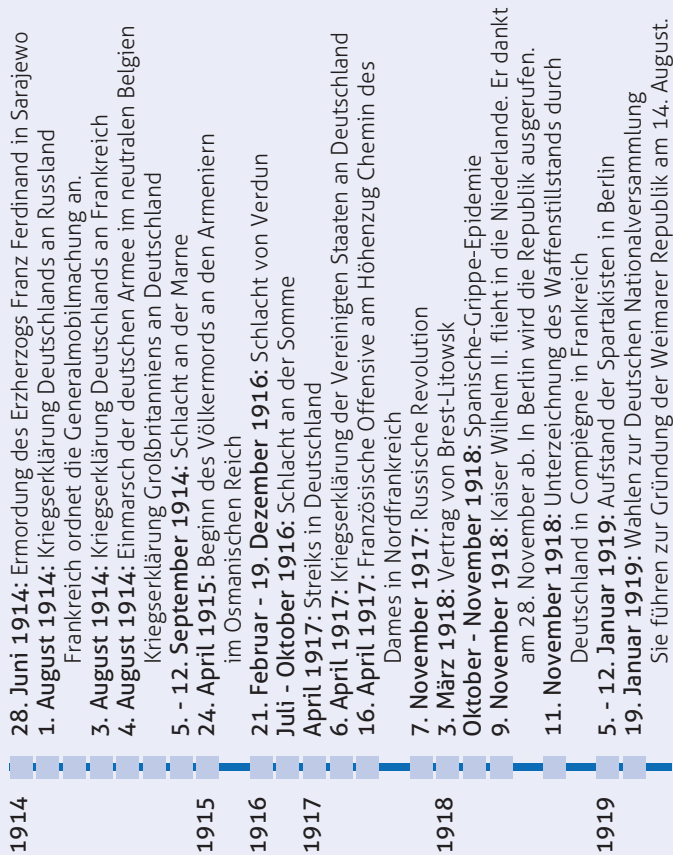 1914
28. Juni 1914: Ermordung des Erzherzogs Franz Ferdinand in Sarajewo
1. August 1914: Kriegserklärung Deutschlands an Russland
Frankreich ordnet die Generalmobilmachung an.
3. August 1914: Kriegserklärung Deutschlands an Frankreich
4. August 1914: Einmarsch der deutschen Armee im neutralen Belgien
Kriegserklärung Großbritanniens an Deutschland
5. - 12. September 1914: Schlacht an der Marne
1915
24. April 1915: Beginn des Völkermords an den Armeniern
im Osmanischen Reich
1916
21. Februar - 19. Dezember 1916: Schlacht von Verdun
Juli - Oktober 1916: Schlacht an der Somme
1917
April 1917: Streiks in Deutschland
6. April 1917: Kriegserklärung der Vereinigten Staaten an Deutschland
16. April 1917: Französische Offensive am Höhenzug Chemin des
Dames in Nordfrankreich
7. November 1917: Russische Revolution
1918
3. März 1918: Vertrag von Brest-Litowsk
Oktober - November 1918: Spanische-Grippe-Epidemie
9. November 1918: Kaiser Wilhelm II. flieht in die Niederlande. Er dankt
am 28. November ab. In Berlin wird die Republik ausgerufen.
11. November 1918: Unterzeichnung des Waffenstillstands durch
Deutschland in Compiègne in Frankreich
1919
5. - 12. Januar 1919: Aufstand der Spartakisten in Berlin
19. Januar 1919: Wahlen zur Deutschen Nationalversammlung
Sie führen zur Gründung der Weimarer Republik am 14. August.